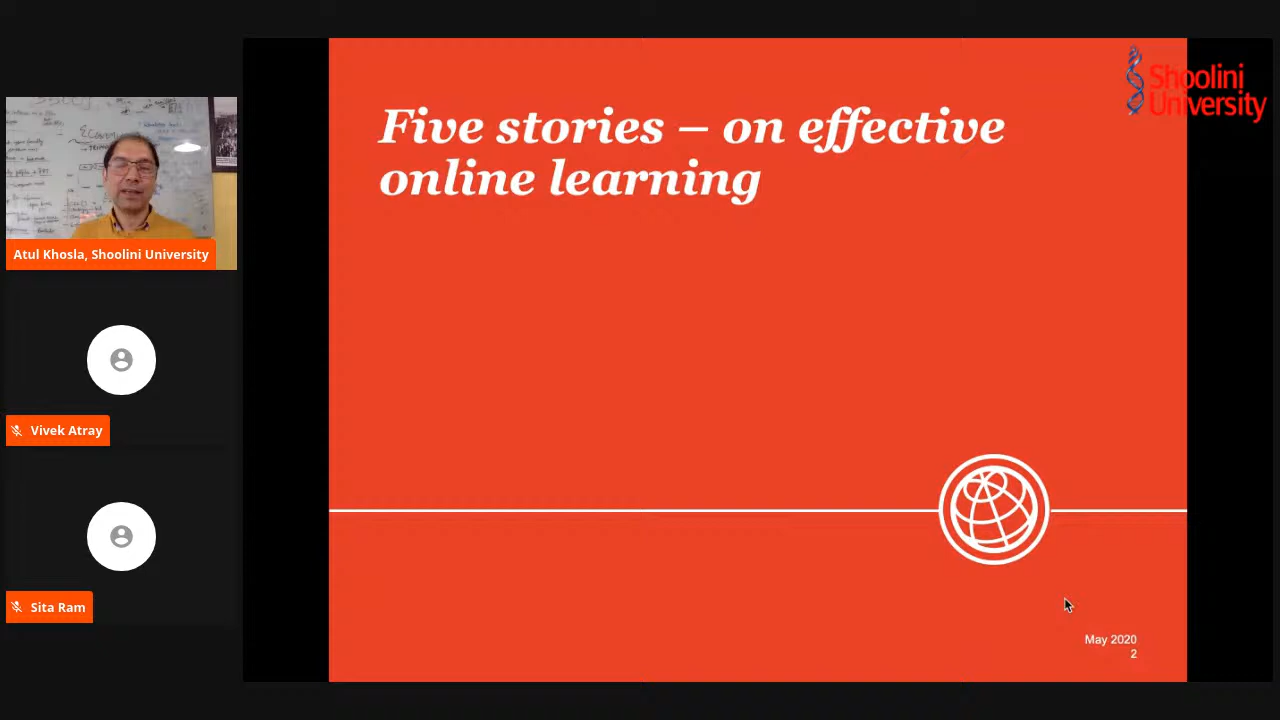 Five stories – on effective
online learning
Shoolini
University
Atul Khosla, Shoolini University
Vivek Atray
Sita Ram
May 2020
2